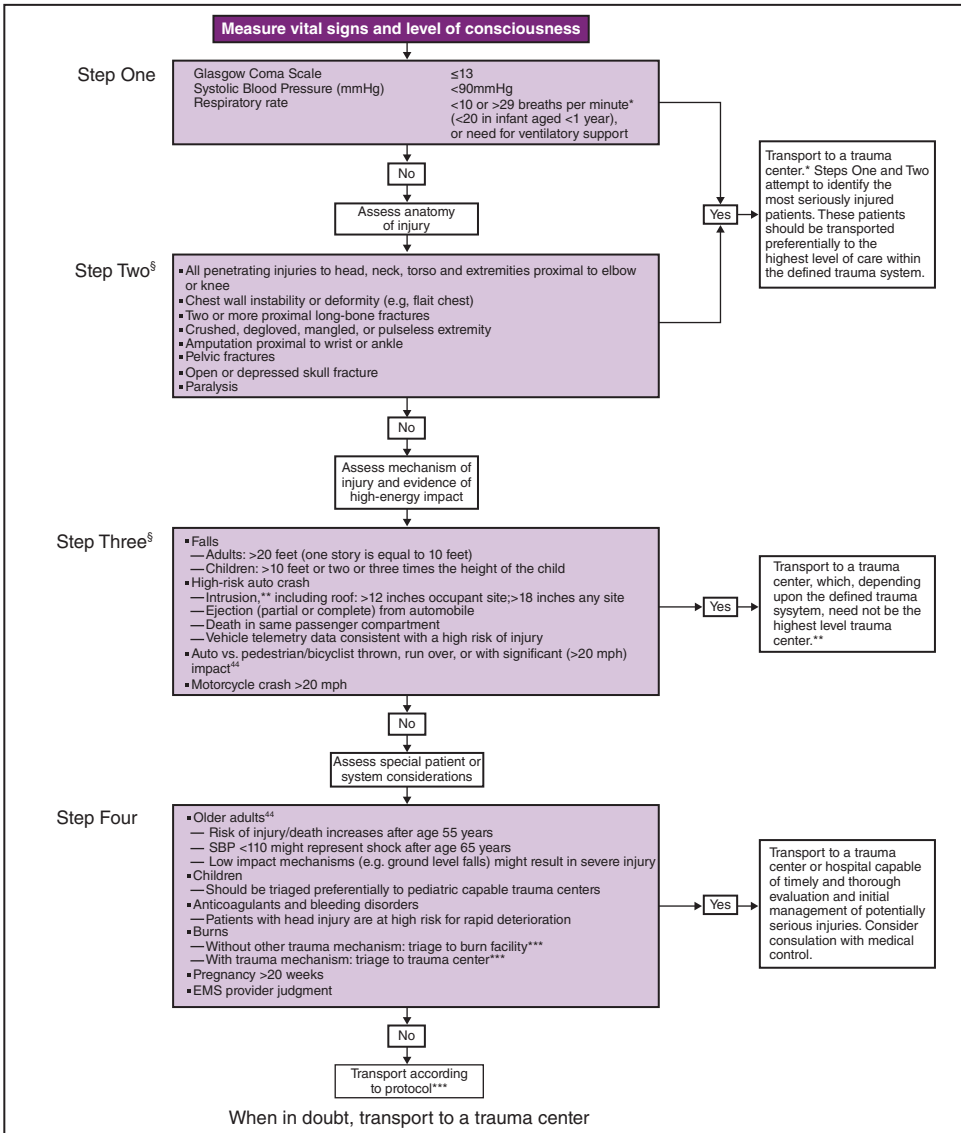 Measure vital signs and level of consciousness
Step One
Glasgow Coma Scale ≤13
Systolic Blood Pressure (mmHg) <90mmHg
Respiratory rate <10 or >29 breaths per minute*
(<20 in infant aged <1 year),
or need for ventilatory support
No
Assess anatomy
of injury
Yes
Transport to a trauma
center.* Steps One and Two
attempt to identify the
most seriously injured
patients. These patients
should be transported
preferentially to the
highest level of care within
the defined trauma system.
Step Two§
▪ All penetrating injuries to head, neck, torso and extremities proximal to elbow
or knee
▪ Chest wall instability or deformity (e.g, flait chest)
▪ Two or more proximal long-bone fractures
▪ Crushed, degloved, mangled, or pulseless extremity
▪ Amputation proximal to wrist or ankle
▪ Pelvic fractures
▪ Open or depressed skull fracture
▪ Paralysis
No
Assess mechanism of
injury and evidence of
high-energy impact
Step Three§
▪ Falls
— Adults: >20 feet (one story is equal to 10 feet)
— Children: >10 feet or two or three times the height of the child
▪ High-risk auto crash
— Intrusion,** including roof: >12 inches occupant site;>18 inches any site
— Ejection (partial or complete) from automobile
— Death in same passenger compartment
— Vehicle telemetry data consistent with a high risk of injury
▪ Auto vs. pedestrian/bicyclist thrown, run over, or with significant (>20 mph)
impact44
▪ Motorcycle crash >20 mph
Yes
Transport to a trauma
center, which, depending
upon the defined trauma
sysytem, need not be the
highest level trauma
center.**
No
Assess special patient or
system considerations
Step Four
▪ Older adults44
— Risk of injury/death increases after age 55 years
— SBP <110 might represent shock after age 65 years
— Low impact mechanisms (e.g. ground level falls) might result in severe injury
▪ Children
— Should be triaged preferentially to pediatric capable trauma centers
▪ Anticoagulants and bleeding disorders
— Patients with head injury are at high risk for rapid deterioration
▪ Burns
— Without other trauma mechanism: triage to burn facility***
— With trauma mechanism: triage to trauma center***
▪ Pregnancy >20 weeks
▪ EMS provider judgment
Yes
Transport to a trauma
center or hospital capable
of timely and thorough
evaluation and initial
management of potentially
serious injuries. Consider
consulation with medical
control.
No
Transport according
to protocol***
When in doubt, transport to a trauma center